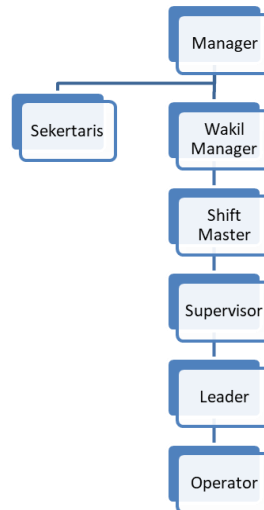 Manager
Sekertaris
Wakil
Manager
Shift
Master
Supervisor
Leader
Operator